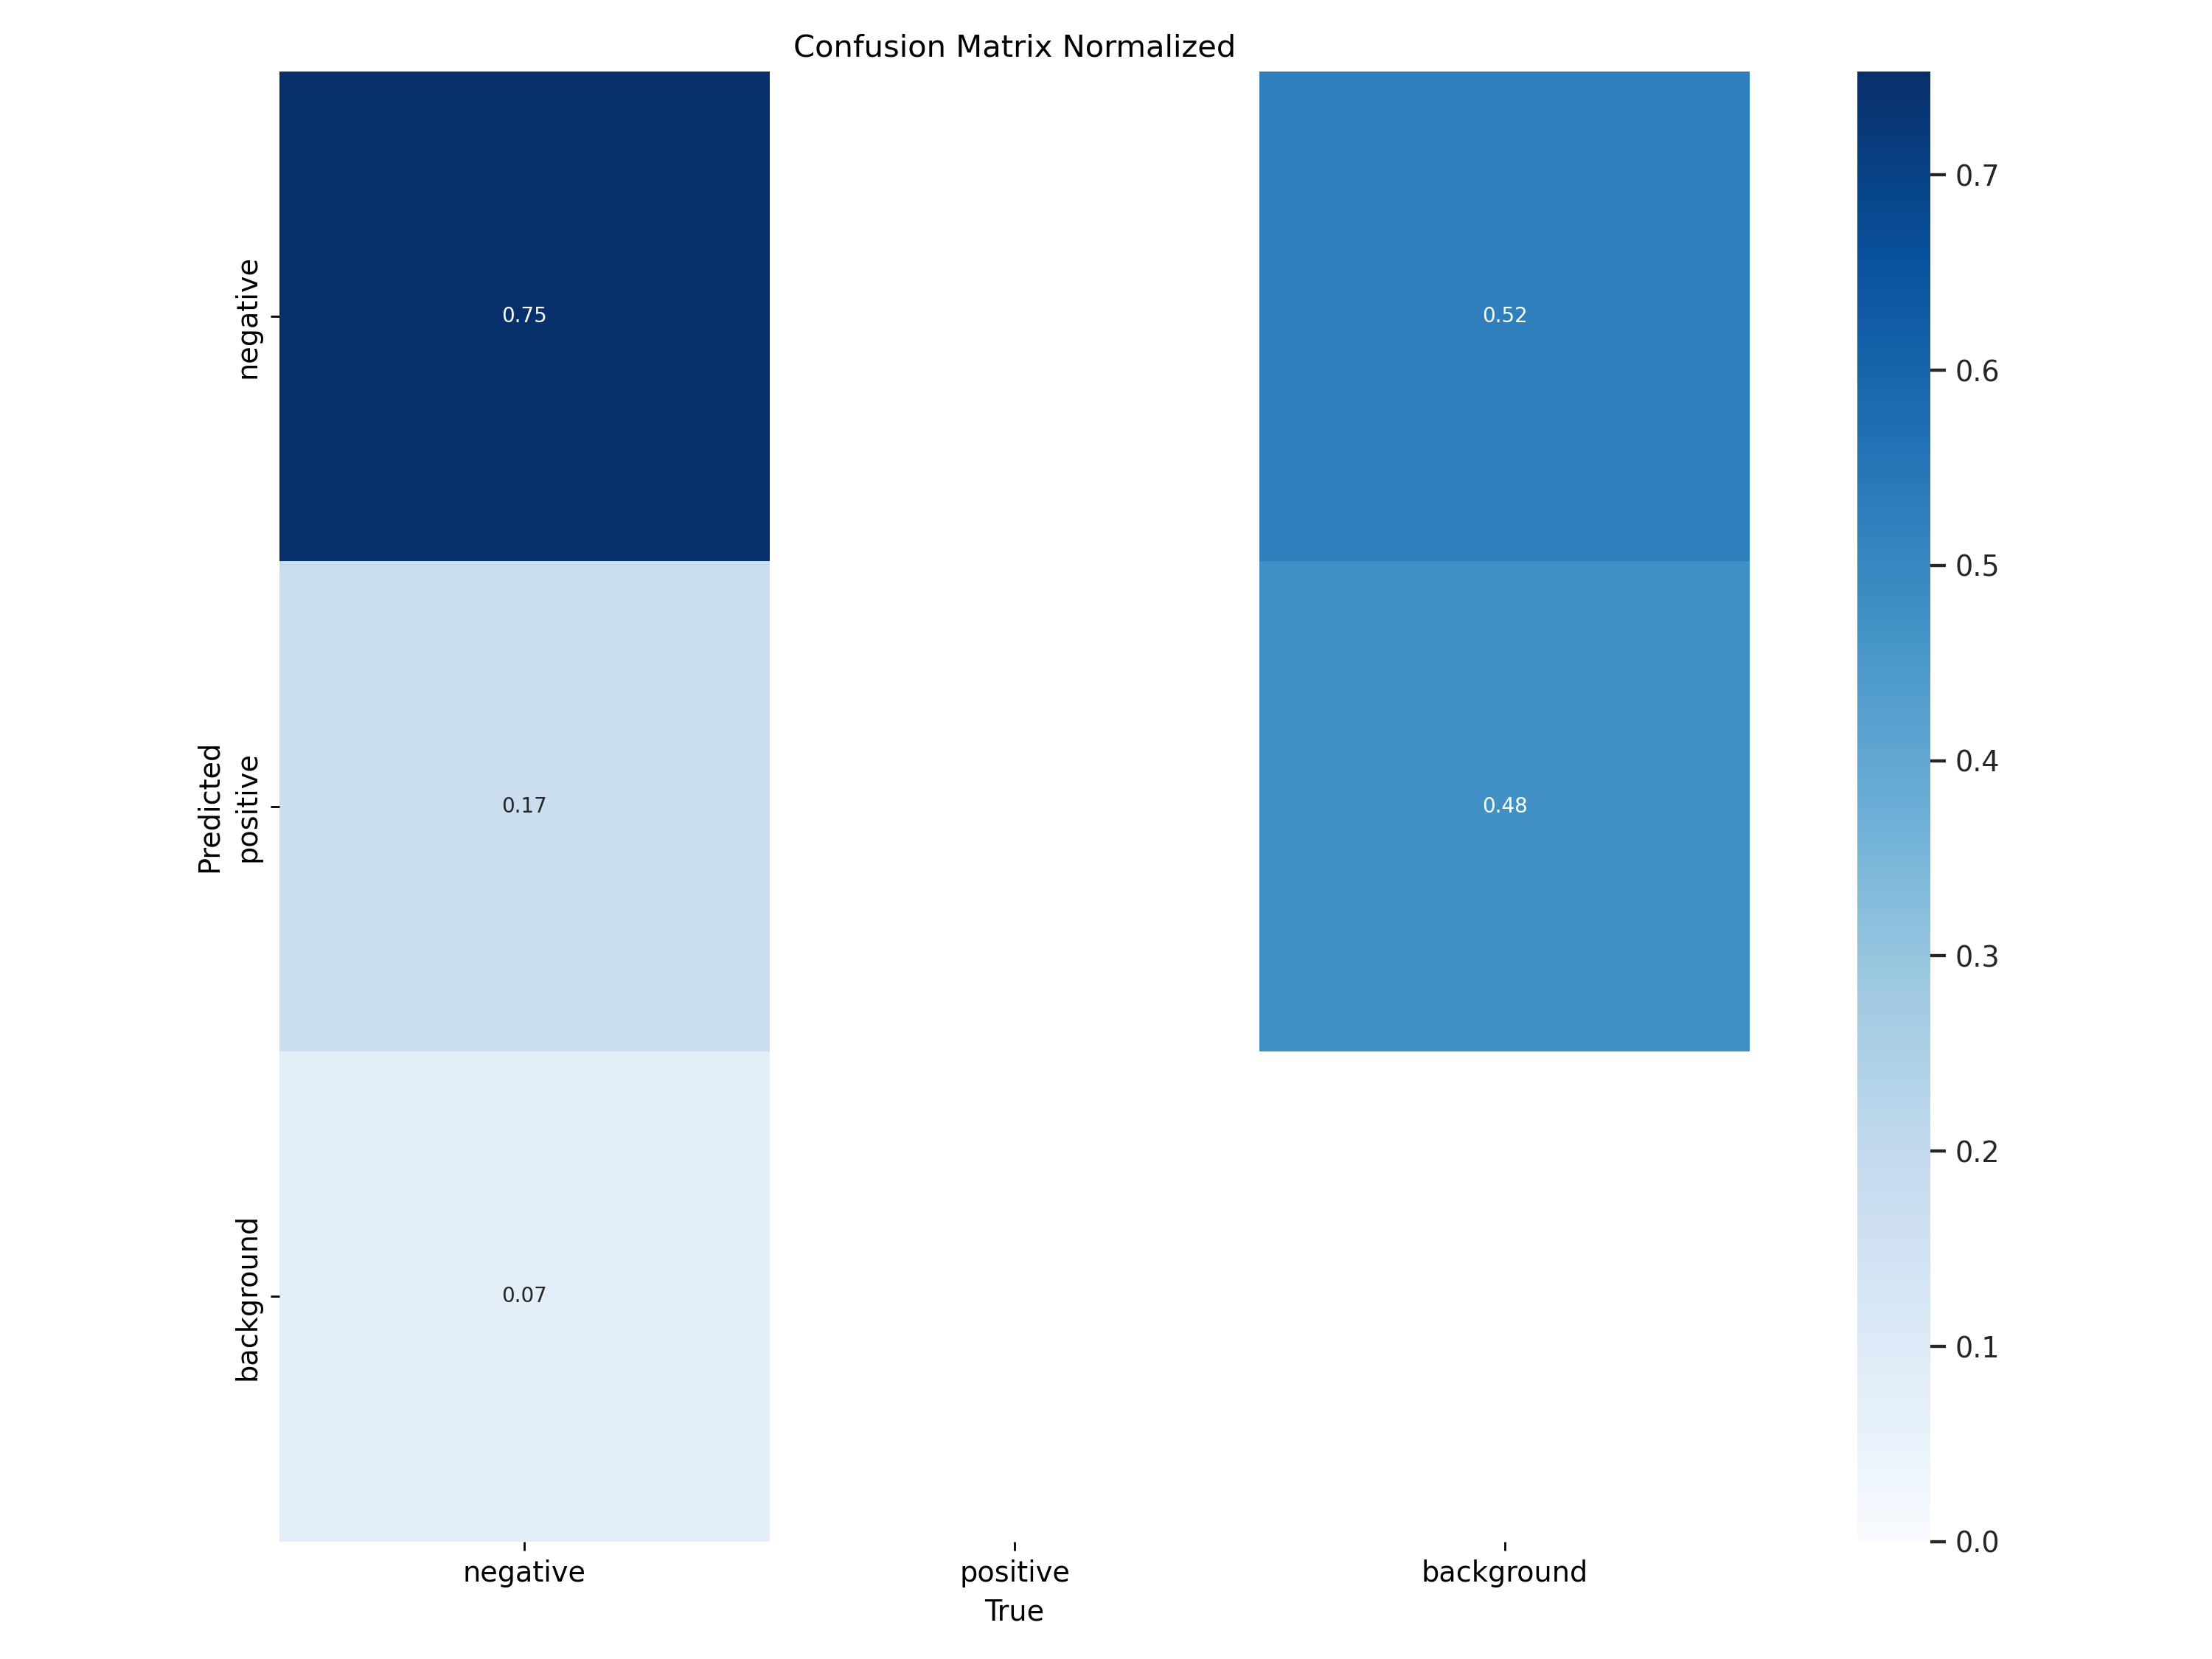 Confusion Matrix Normalized
negative
0.75
0.52
0.7
0.6
0.5
Predicted
positive
0.17
0.48
0.4
0.3
0.2
background
0.07
0.1
0.0
negative positive background
True